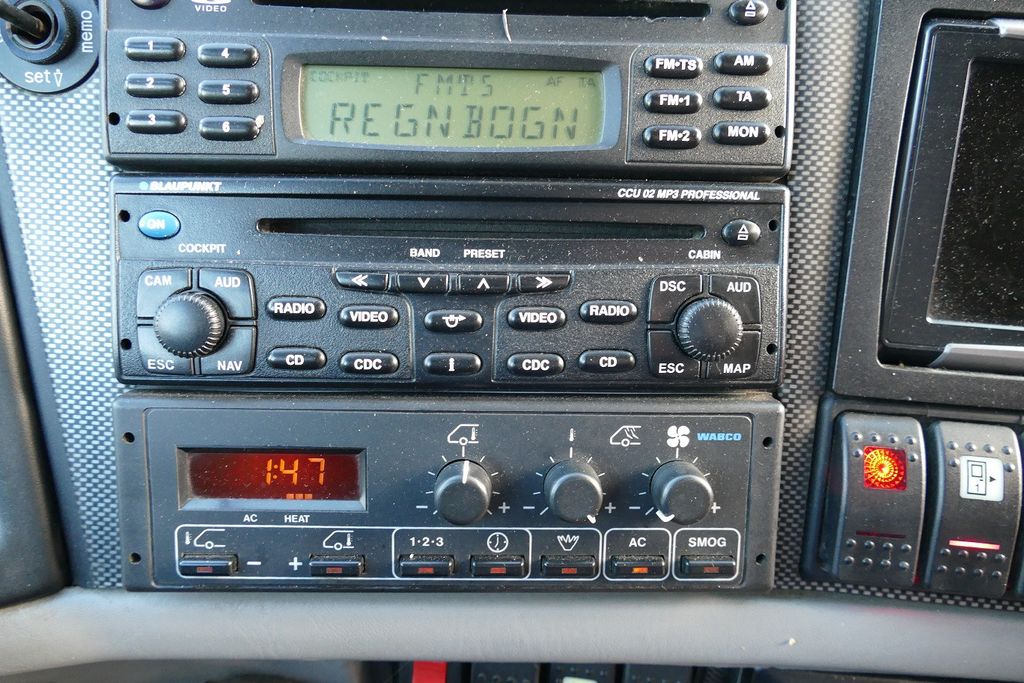 VIDEO
memo
set
1 4
2 5
3 6
COCKPIT FMTS AF TA
REGNBOGN
FM•TS AM
FM•1 TA
FM•2 MON
BLAUPUNKT CCU 02 MP3 PROFESSIONAL
ON
COCKPIT BAND PRESET CABIN
CAM AUD
ESC NAV
RADIO VIDEO
CD CDC
i
VIDEO RADIO
CDC CD
DSC AUD
ESC MAP
WABCO
1:47
AC HEAT
- + - + - +
- +
1•2•3
AC
SMOG
1